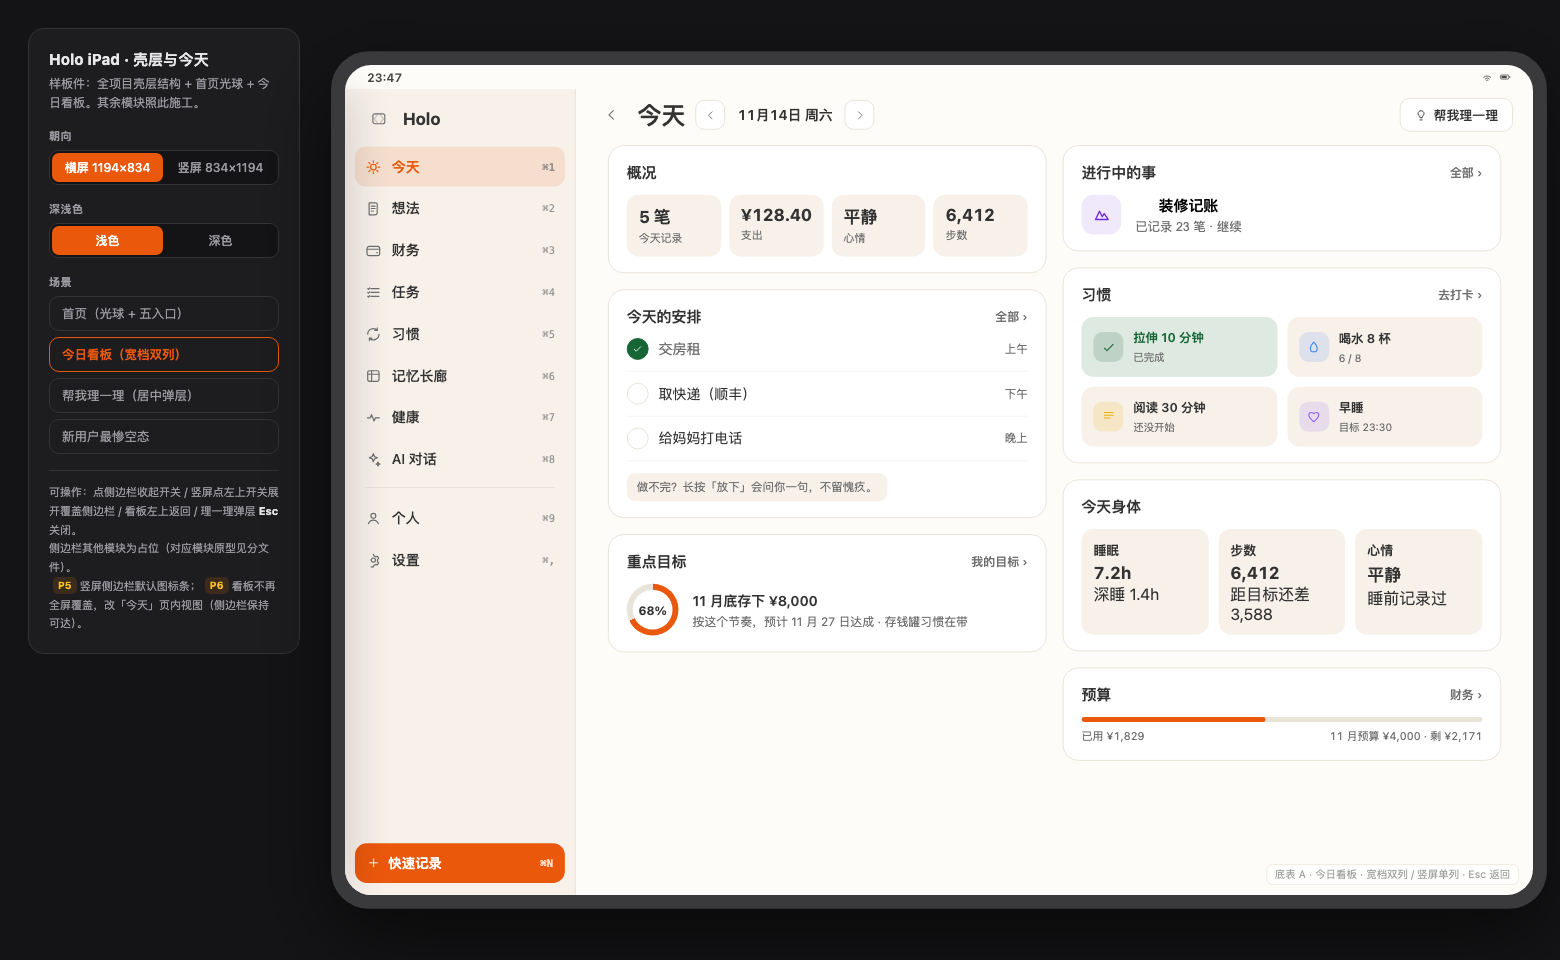 Holo iPad · 壳层与今天
样板件：全项目壳层结构 + 首页光球 + 今
日看板。其余模块照此施工。
朝向
横屏 1194×834
竖屏 834×1194
深浅色
浅色
深色
场景
首页（光球 + 五入口）
今日看板（宽档双列）
帮我理一理（居中弹层）
新用户最惨空态
可操作：点侧边栏收起开关 / 竖屏点左上开关展
开覆盖侧边栏 / 看板左上返回 / 理一理弹层 Esc
关闭。
侧边栏其他模块为占位（对应模块原型见分文
件）。
P5 竖屏侧边栏默认图标条； P6 看板不再
全屏覆盖，改「今天」页内视图（侧边栏保持
可达）。
23:47
Holo
今天 ⌘1
想法 ⌘2
财务 ⌘3
任务 ⌘4
习惯 ⌘5
记忆长廊 ⌘6
健康 ⌘7
AI 对话 ⌘8
个人 ⌘9
设置 ⌘,
+ 快速记录 ⌘N
今天
11月14日 周六
帮我理一理
概况
5 笔
今天记录
¥128.40
支出
平静
心情
6,412
步数
今天的安排
全部 ›
交房租
上午
取快递（顺丰）
下午
给妈妈打电话
晚上
做不完？长按「放下」会问你一句，不留愧疚。
重点目标
我的目标 ›
68%
11 月底存下 ¥8,000
按这个节奏，预计 11 月 27 日达成 · 存钱罐习惯在带
进行中的事
全部 ›
装修记账
已记录 23 笔 · 继续
习惯
去打卡 ›
拉伸 10 分钟
已完成
喝水 8 杯
6 / 8
阅读 30 分钟
还没开始
早睡
目标 23:30
今天身体
睡眠
7.2h
深睡 1.4h
步数
6,412
距目标还差
3,588
心情
平静
睡前记录过
预算
财务 ›
已用 ¥1,829
11 月预算 ¥4,000 · 剩 ¥2,171
底表 A · 今日看板 · 宽档双列 / 竖屏单列 · Esc 返回